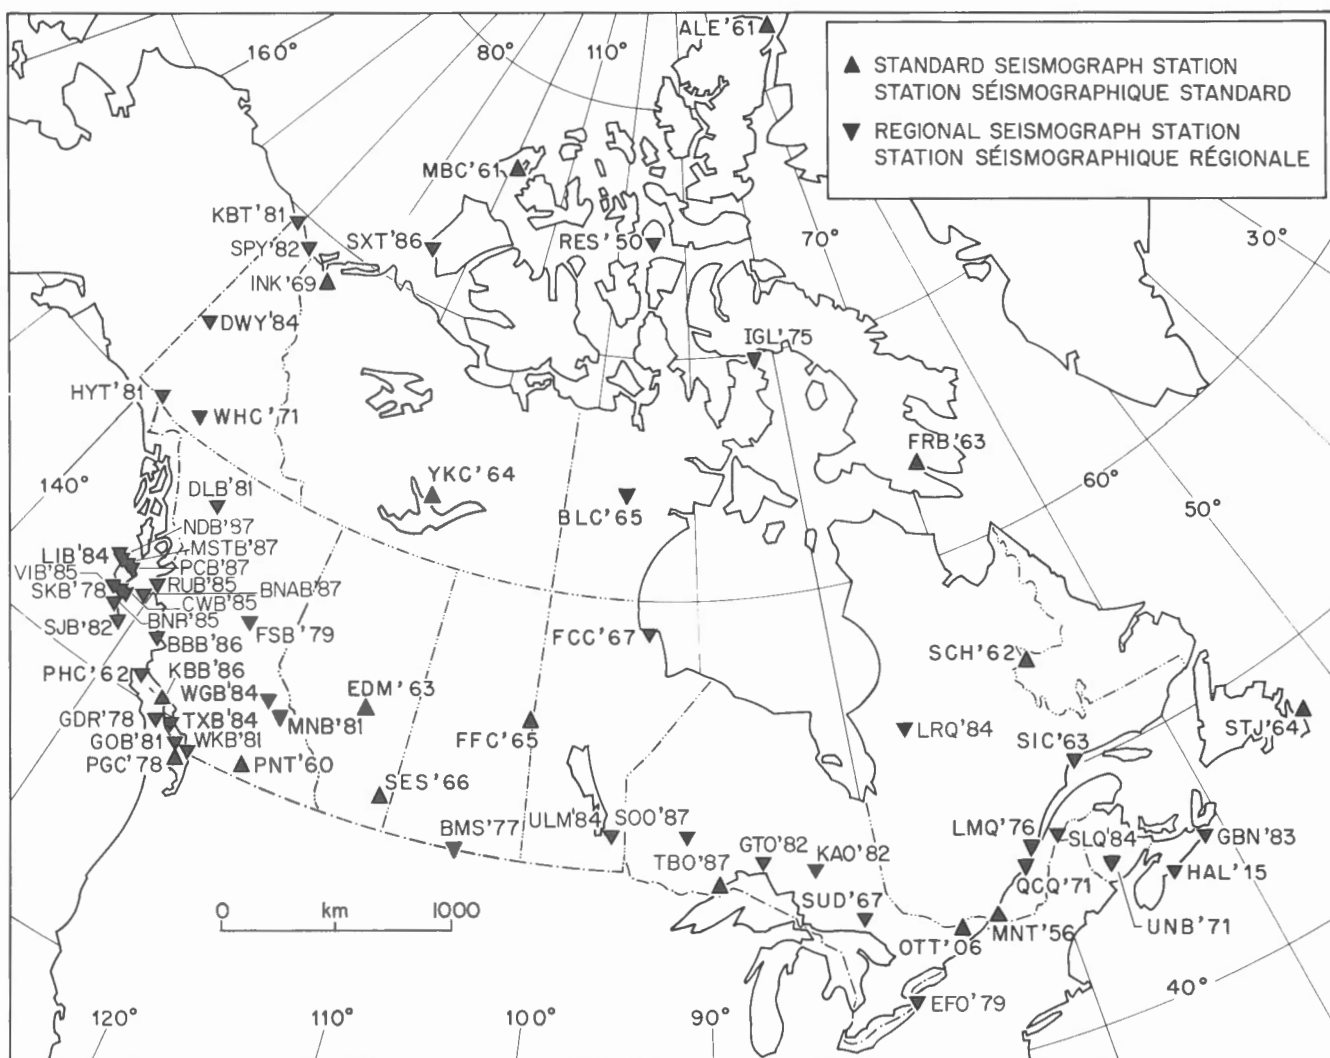 ALE'61
STANDARD SEISMOGRAPH STATION
STATION SÉISMOGRAPHIQUE STANDARD
REGIONAL SEISMOGRAPH STATION
STATION SÉISMOGRAPHIQUE RÉGIONALE
160°
80°
110°
MBC'61
KBT'81
SPY'82
SXT'86
RES'50
70°
30°
INK'69
DWY'84
IGL'75
HYT'81
WHC'71
FRB'63
YKC'64
140°
DLB'81
BLC'65
60°
50°
NDB'87
LIB'84
MSTB'87
PCB'87
VIB'85
SKB'78
RUB'85
BNAB'87
CWB'85
BNR'85
SJB'82
FSB'79
BBB'86
FCC'67
SCH'62
PHC'62
KBB'86
WGB'84
EDM'63
GDR'78
TXB'84
MNB'81
FFC'65
LRQ'84
STJ'64
GOB'81
WKB'81
SIC'63
PGC'78
PNT'60
SES'66
BMS'77
ULM'84
SOO'87
LMQ'76
SLQ'84
GBN'83
TBO'87
GTO'82
KAO'82
QCQ'71
HAL'15
SUD'67
UNB'71
0 km 1000
OTT'06
MNT'56
EFO'79
40°
120°
110°
100°
90°